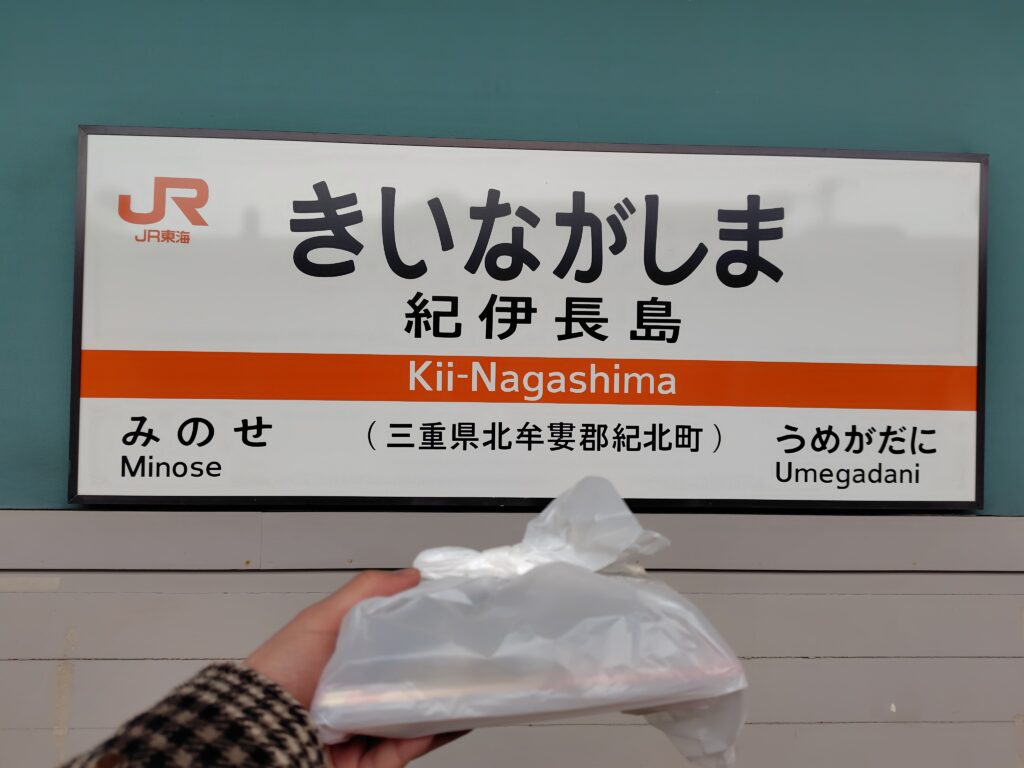 JR
JR東海
きいながしま
紀伊長島
Kii-Nagashima
みのせ
Minose
（三重県北牟婁郡紀北町）
うめがだに
Umegadani